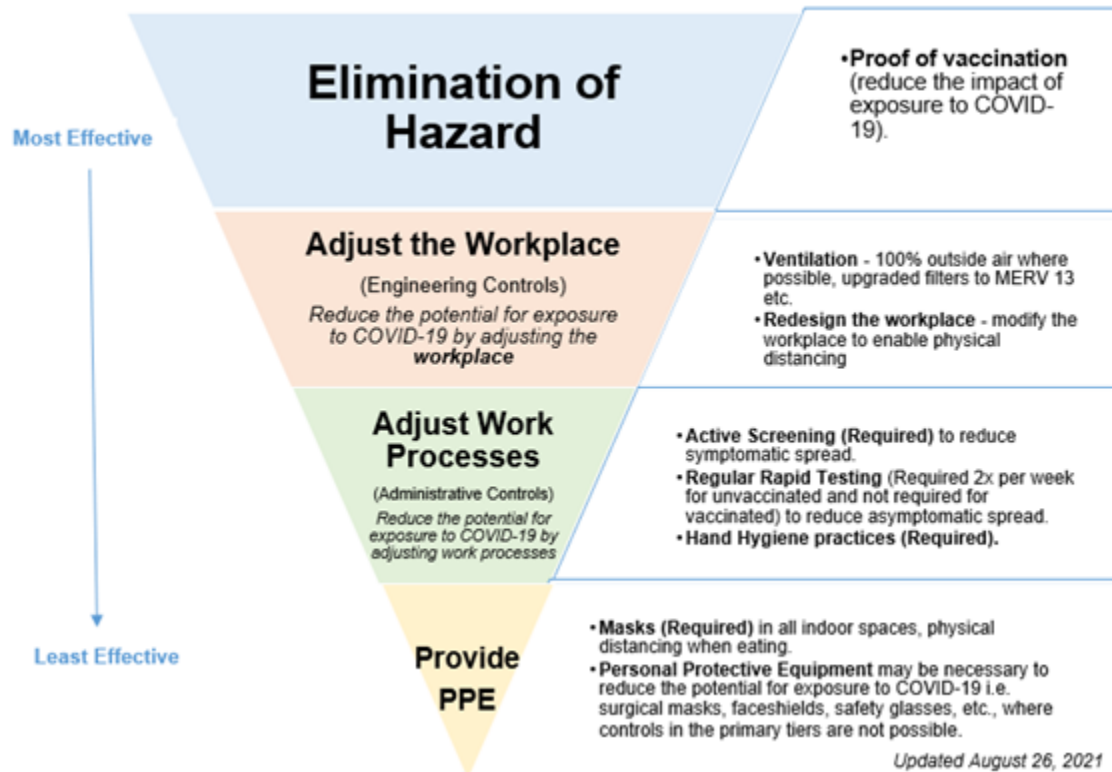 Most Effective
Least Effective
Elimination of
Hazard
•Proof of vaccination
(reduce the impact of
exposure to COVID-
19).
Adjust the Workplace
(Engineering Controls)
Reduce the potential for exposure
to COVID-19 by adjusting the
workplace
•Ventilation - 100% outside air where
possible, upgraded filters to MERV 13
etc.
•Redesign the workplace - modify the
workplace to enable physical
distancing
Adjust Work
Processes
(Administrative Controls)
Reduce the potential for
exposure to COVID-19 by
adjusting work processes
•Active Screening (Required) to reduce
symptomatic spread.
•Regular Rapid Testing (Required 2x per week
for unvaccinated and not required for
vaccinated) to reduce asymptomatic spread.
•Hand Hygiene practices (Required).
Provide
PPE
•Masks (Required) in all indoor spaces, physical
distancing when eating.
•Personal Protective Equipment may be necessary to
reduce the potential for exposure to COVID-19 i.e.
surgical masks, faceshields, safety glasses, etc., where
controls in the primary tiers are not possible.
Updated August 26, 2021